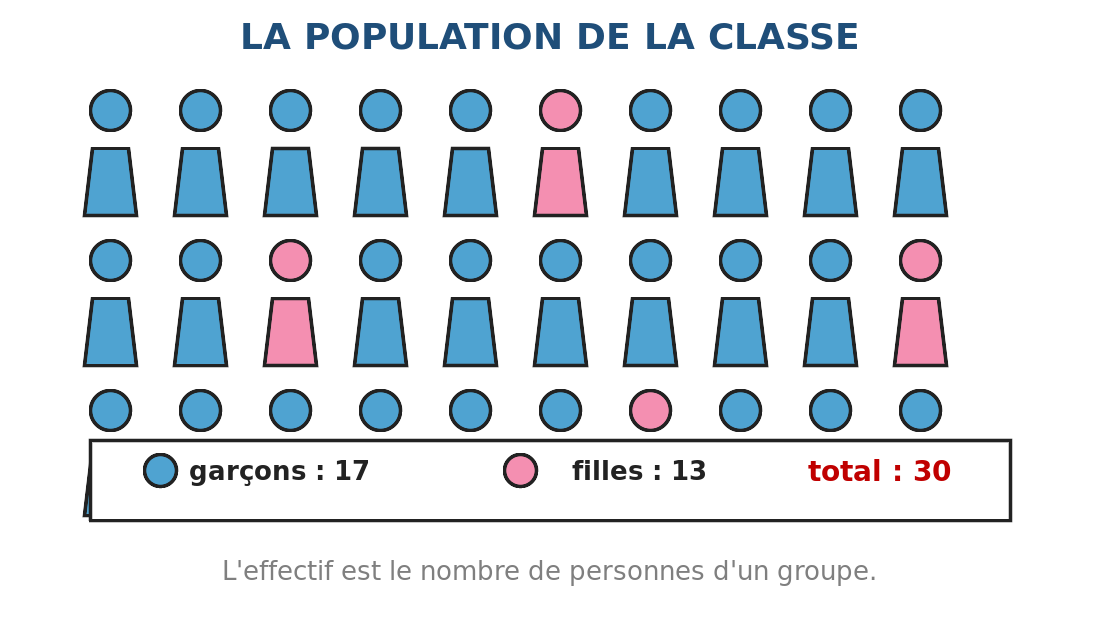 LA POPULATION DE LA CLASSE
garçons : 17 filles : 13 total : 30
L'effectif est le nombre de personnes d'un groupe.